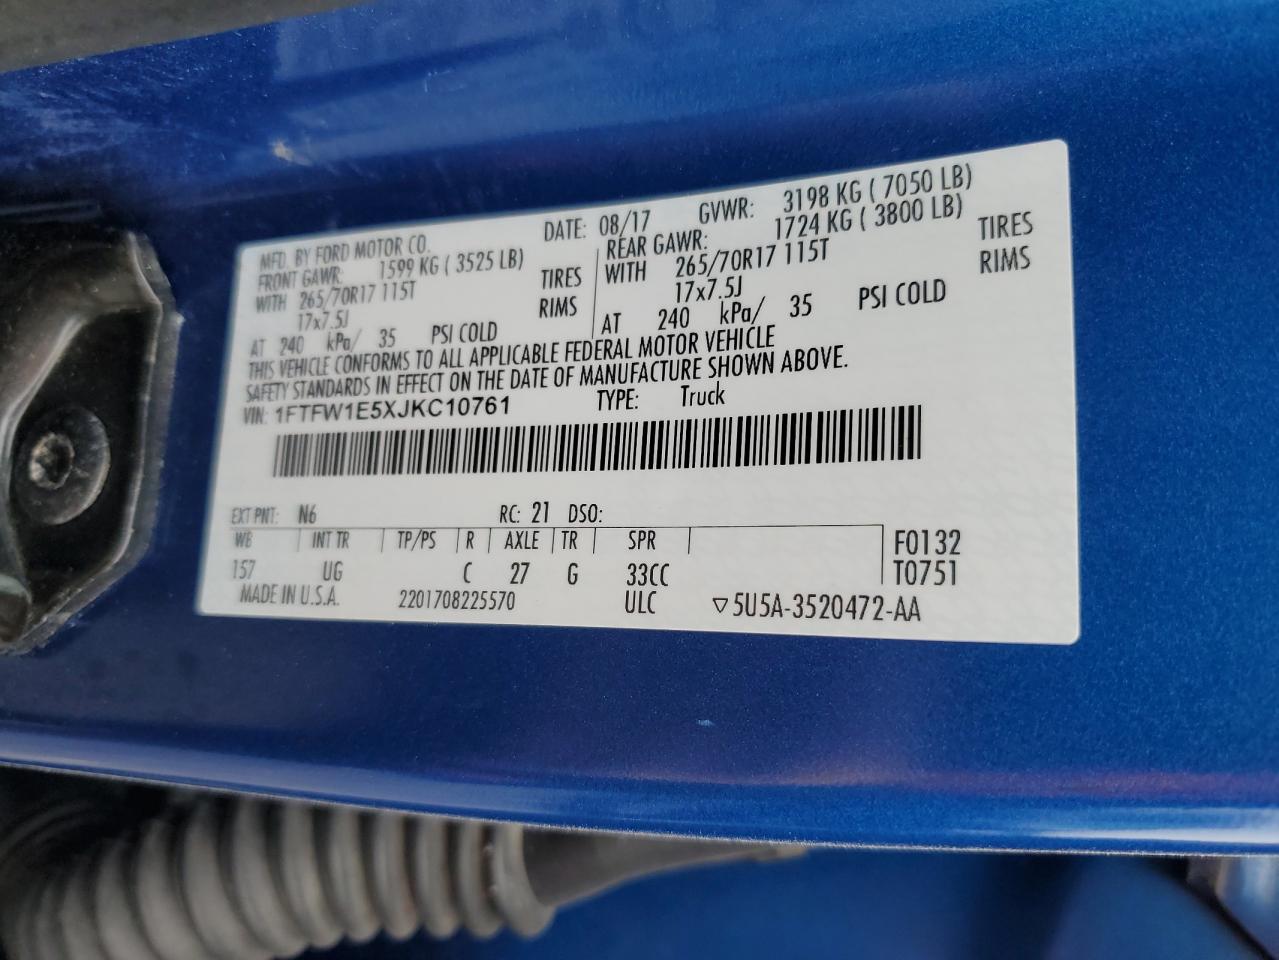 MFD. BY FORD MOTOR CO. DATE: 08/17 GVWR: 3198 KG ( 7050 LB)
FRONT GAWR: 1599 KG ( 3525 LB) REAR GAWR: 1724 KG ( 3800 LB)
WITH 265/70R17 115T TIRES WITH 265/70R17 115T TIRES
17x7.5J RIMS 17x7.5J RIMS
AT 240 kPa/ 35 PSI COLD AT 240 kPa/ 35 PSI COLD
THIS VEHICLE CONFORMS TO ALL APPLICABLE FEDERAL MOTOR VEHICLE
SAFETY STANDARDS IN EFFECT ON THE DATE OF MANUFACTURE SHOWN ABOVE.
VIN: 1FTFW1E5XJKC10761 TYPE: Truck
EXT PNT: N6 RC: 21 DSO:
WB INT TR TP/PS R AXLE TR SPR F0132
157 UG C 27 G 33CC T0751
MADE IN U.S.A. 2201708225570 ULC ▽5U5A-3520472-AA